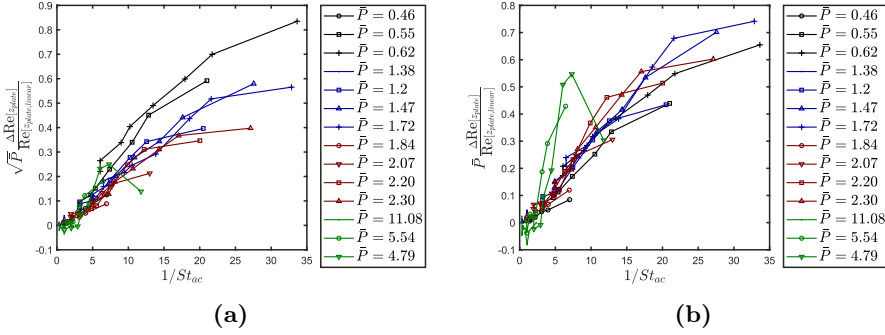 0.9
0.8
0.7
0.6
0.5
0.4
0.3
0.2
0.1
0
-0.1
0 5 10 15 20 25 30 35
1/St_ac
√P̄ ΔRe[z_plate] / Re[z_plate,linear]
P̄ = 0.46
P̄ = 0.55
P̄ = 0.62
P̄ = 1.38
P̄ = 1.2
P̄ = 1.47
P̄ = 1.72
P̄ = 1.84
P̄ = 2.07
P̄ = 2.20
P̄ = 2.30
P̄ = 11.08
P̄ = 5.54
P̄ = 4.79
(a)
0.8
0.7
0.6
0.5
0.4
0.3
0.2
0.1
0
-0.1
0 5 10 15 20 25 30 35
1/St_ac
P̄ ΔRe[z_plate] / Re[z_plate,linear]
P̄ = 0.46
P̄ = 0.55
P̄ = 0.62
P̄ = 1.38
P̄ = 1.2
P̄ = 1.47
P̄ = 1.72
P̄ = 1.84
P̄ = 2.07
P̄ = 2.20
P̄ = 2.30
P̄ = 11.08
P̄ = 5.54
P̄ = 4.79
(b)